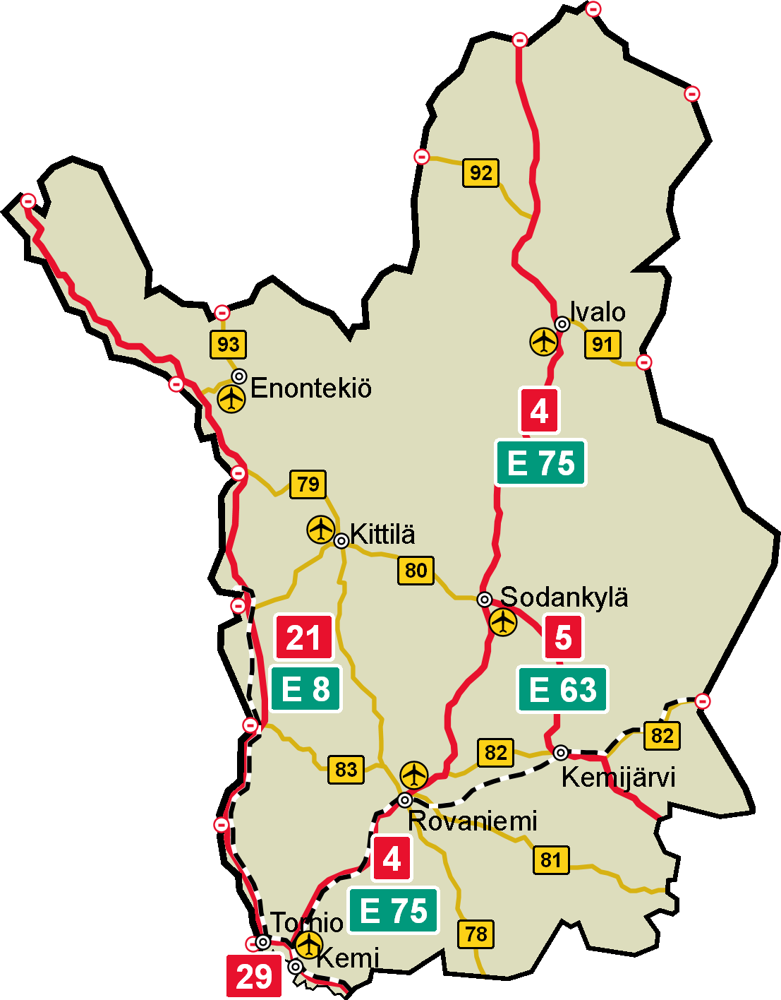 92
Ivalo
93
91
Enontekiö
4
E 75
79
Kittilä
80
Sodankylä
21
5
E 8
E 63
82
82
83
Kemijärvi
Rovaniemi
4
81
E 75
Tornio
78
Kemi
29